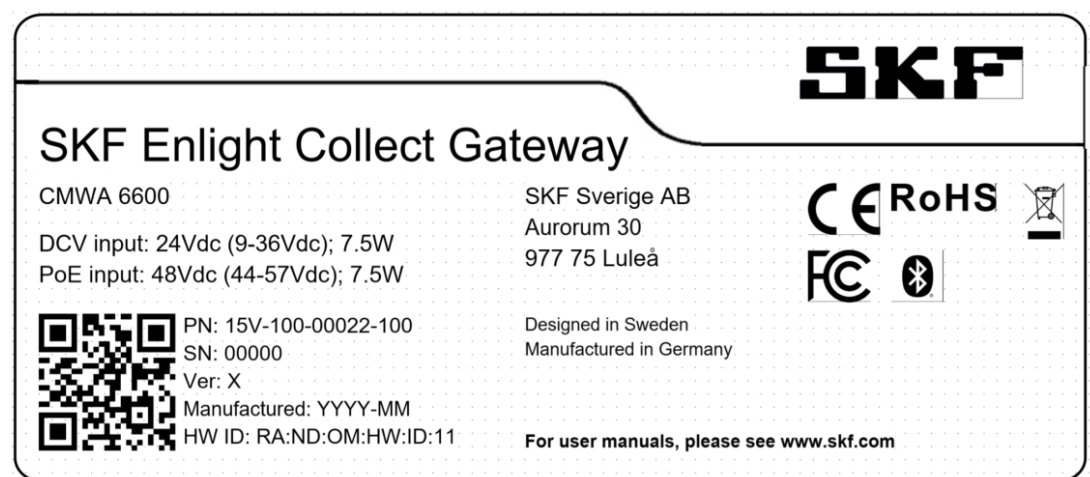 SKF
SKF Enlight Collect Gateway
CMWA 6600
DCV input: 24Vdc (9-36Vdc); 7.5W
PoE input: 48Vdc (44-57Vdc); 7.5W
PN: 15V-100-00022-100
SN: 00000
Ver: X
Manufactured: YYYY-MM
HW ID: RA:ND:OM:HW:ID:11
SKF Sverige AB
Aurorum 30
977 75 Luleå
Designed in Sweden
Manufactured in Germany
For user manuals, please see www.skf.com
CE RoHS
FC